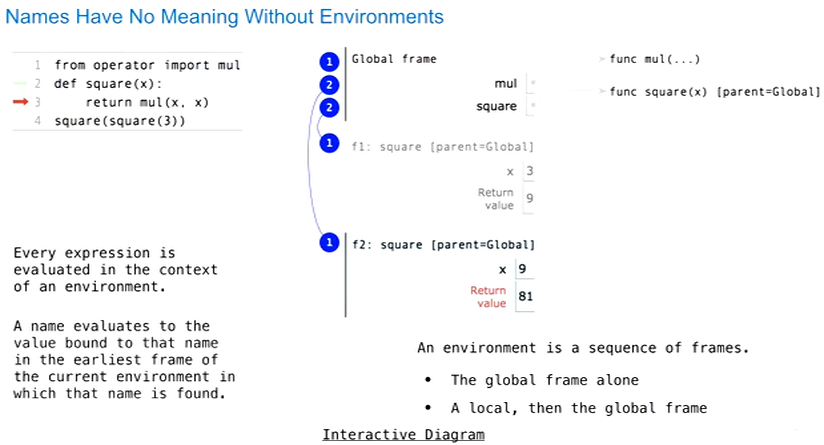 Names Have No Meaning Without Environments
1 from operator import mul
2 def square(x):
3 return mul(x, x)
4 square(square(3))
1 Global frame
2 mul
2 square
func mul(...)
func square(x) [parent=Global]
1 f1: square [parent=Global]
x 3
Return
value 9
1 f2: square [parent=Global]
x 9
Return
value 81
Every expression is
evaluated in the context
of an environment.
A name evaluates to the
value bound to that name
in the earliest frame of
the current environment in
which that name is found.
An environment is a sequence of frames.
• The global frame alone
• A local, then the global frame
Interactive Diagram